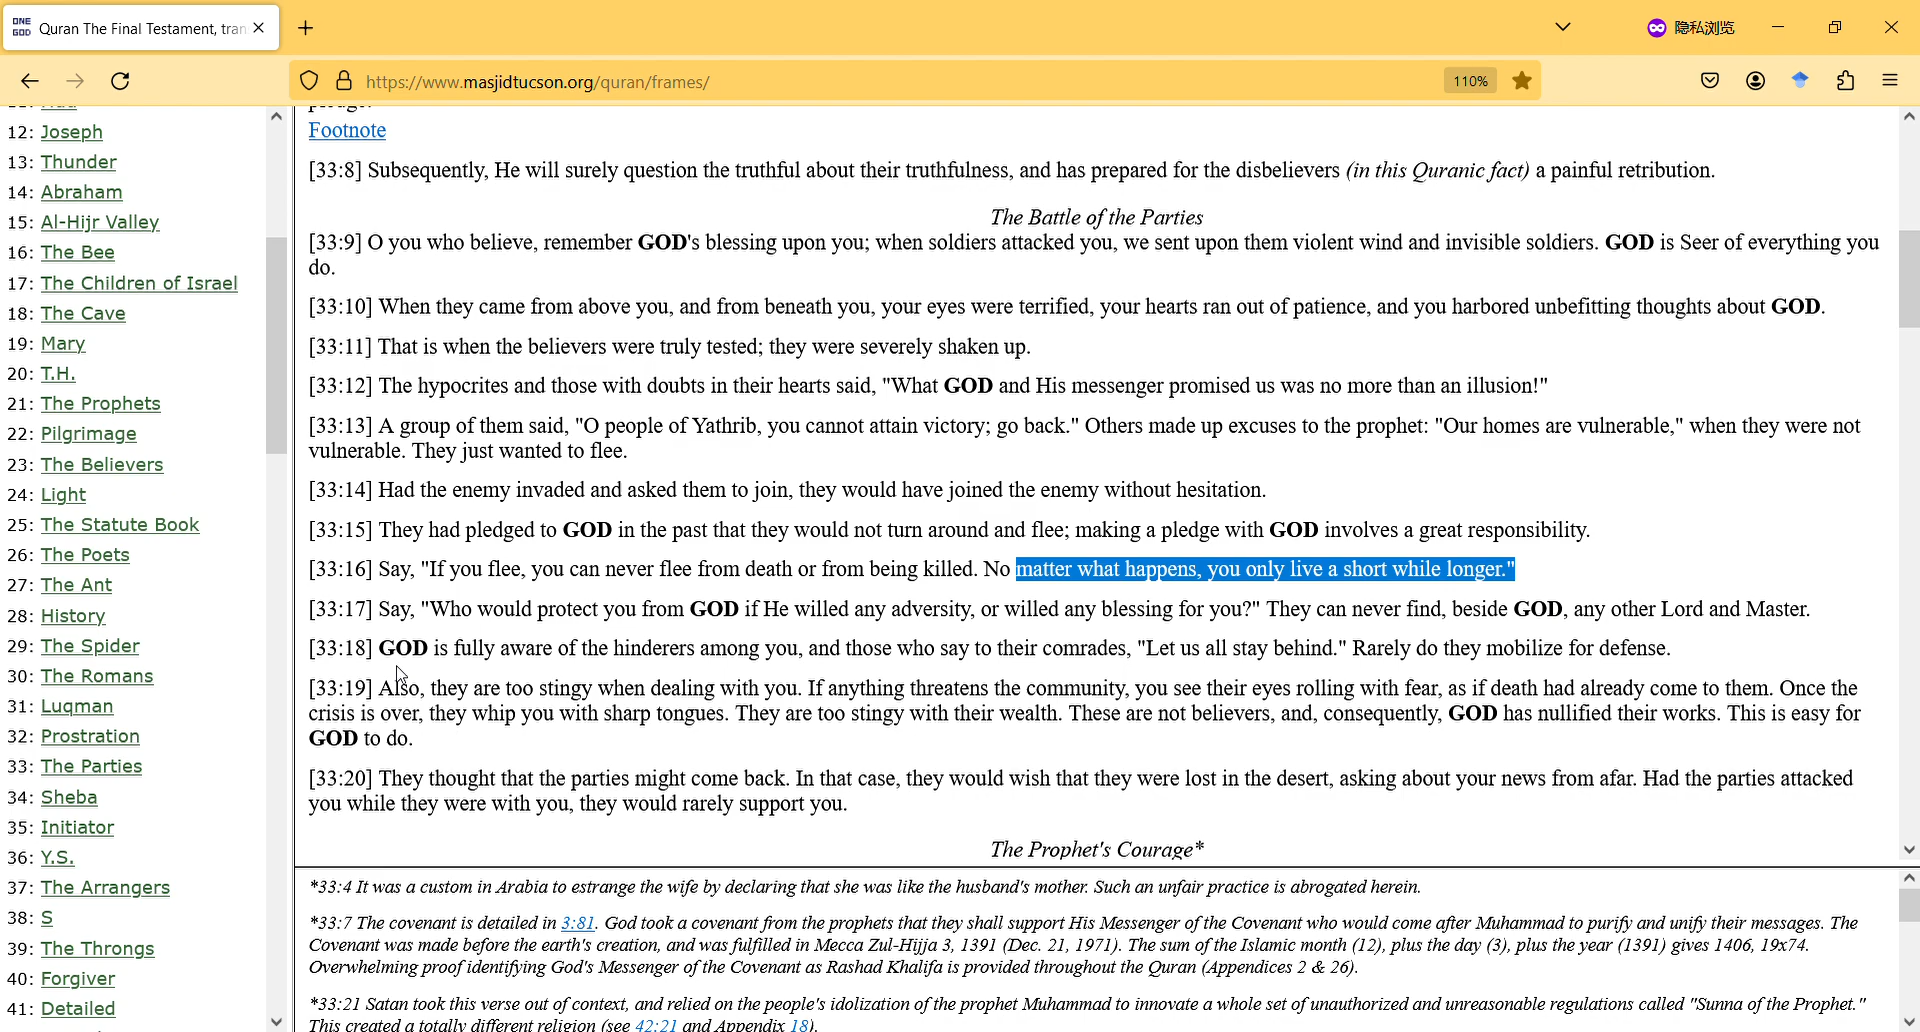 ONE GOD
Quran The Final Testament, tran
隐私浏览
https://www.masjidtucson.org/quran/frames/
110%
12: Joseph
13: Thunder
14: Abraham
15: Al-Hijr Valley
16: The Bee
17: The Children of Israel
18: The Cave
19: Mary
20: T.H.
21: The Prophets
22: Pilgrimage
23: The Believers
24: Light
25: The Statute Book
26: The Poets
27: The Ant
28: History
29: The Spider
30: The Romans
31: Luqman
32: Prostration
33: The Parties
34: Sheba
35: Initiator
36: Y.S.
37: The Arrangers
38: S
39: The Throngs
40: Forgiver
41: Detailed
Footnote
[33:8] Subsequently, He will surely question the truthful about their truthfulness, and has prepared for the disbelievers (in this Quranic fact) a painful retribution.
The Battle of the Parties
[33:9] O you who believe, remember GOD's blessing upon you; when soldiers attacked you, we sent upon them violent wind and invisible soldiers. GOD is Seer of everything you
do.
[33:10] When they came from above you, and from beneath you, your eyes were terrified, your hearts ran out of patience, and you harbored unbefitting thoughts about GOD.
[33:11] That is when the believers were truly tested; they were severely shaken up.
[33:12] The hypocrites and those with doubts in their hearts said, "What GOD and His messenger promised us was no more than an illusion!"
[33:13] A group of them said, "O people of Yathrib, you cannot attain victory; go back." Others made up excuses to the prophet: "Our homes are vulnerable," when they were not
vulnerable. They just wanted to flee.
[33:14] Had the enemy invaded and asked them to join, they would have joined the enemy without hesitation.
[33:15] They had pledged to GOD in the past that they would not turn around and flee; making a pledge with GOD involves a great responsibility.
[33:16] Say, "If you flee, you can never flee from death or from being killed. No matter what happens, you only live a short while longer."
[33:17] Say, "Who would protect you from GOD if He willed any adversity, or willed any blessing for you?" They can never find, beside GOD, any other Lord and Master.
[33:18] GOD is fully aware of the hinderers among you, and those who say to their comrades, "Let us all stay behind." Rarely do they mobilize for defense.
[33:19] Also, they are too stingy when dealing with you. If anything threatens the community, you see their eyes rolling with fear, as if death had already come to them. Once the
crisis is over, they whip you with sharp tongues. They are too stingy with their wealth. These are not believers, and, consequently, GOD has nullified their works. This is easy for
GOD to do.
[33:20] They thought that the parties might come back. In that case, they would wish that they were lost in the desert, asking about your news from afar. Had the parties attacked
you while they were with you, they would rarely support you.
The Prophet's Courage*
*33:4 It was a custom in Arabia to estrange the wife by declaring that she was like the husband's mother. Such an unfair practice is abrogated herein.
*33:7 The covenant is detailed in 3:81. God took a covenant from the prophets that they shall support His Messenger of the Covenant who would come after Muhammad to purify and unify their messages. The
Covenant was made before the earth's creation, and was fulfilled in Mecca Zul-Hijja 3, 1391 (Dec. 21, 1971). The sum of the Islamic month (12), plus the day (3), plus the year (1391) gives 1406, 19x74.
Overwhelming proof identifying God's Messenger of the Covenant as Rashad Khalifa is provided throughout the Quran (Appendices 2 & 26).
*33:21 Satan took this verse out of context, and relied on the people's idolization of the prophet Muhammad to innovate a whole set of unauthorized and unreasonable regulations called "Sunna of the Prophet."
This created a totally different religion (see 42:21 and Appendix 18).